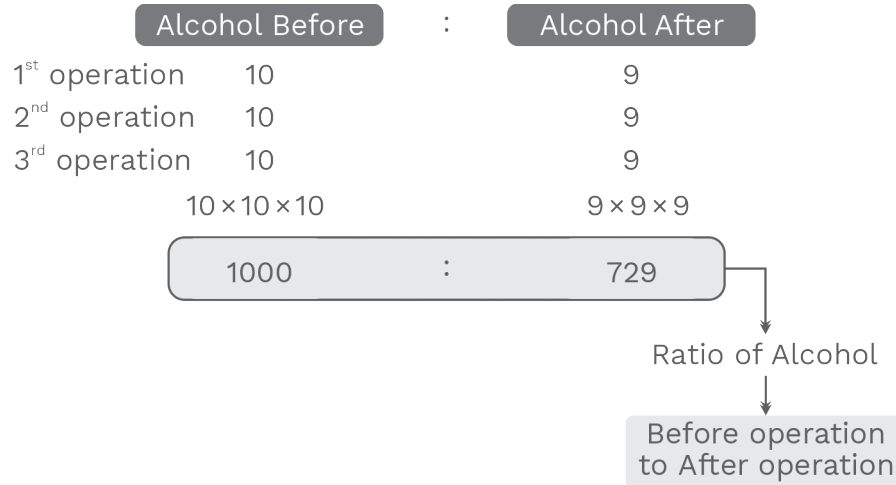 Alcohol Before : Alcohol After
1st operation 10 9
2nd operation 10 9
3rd operation 10 9
10×10×10 9×9×9
1000 : 729
Ratio of Alcohol
Before operation
to After operation